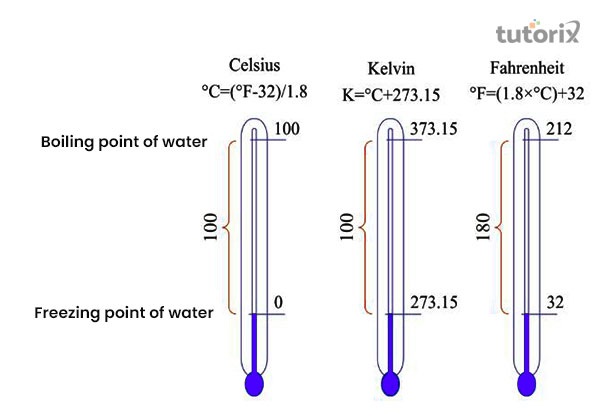 tutorix
Celsius
°C=(°F-32)/1.8
Kelvin
K=°C+273.15
Fahrenheit
°F=(1.8×°C)+32
Boiling point of water
100
373.15
212
100
100
180
Freezing point of water
0
273.15
32